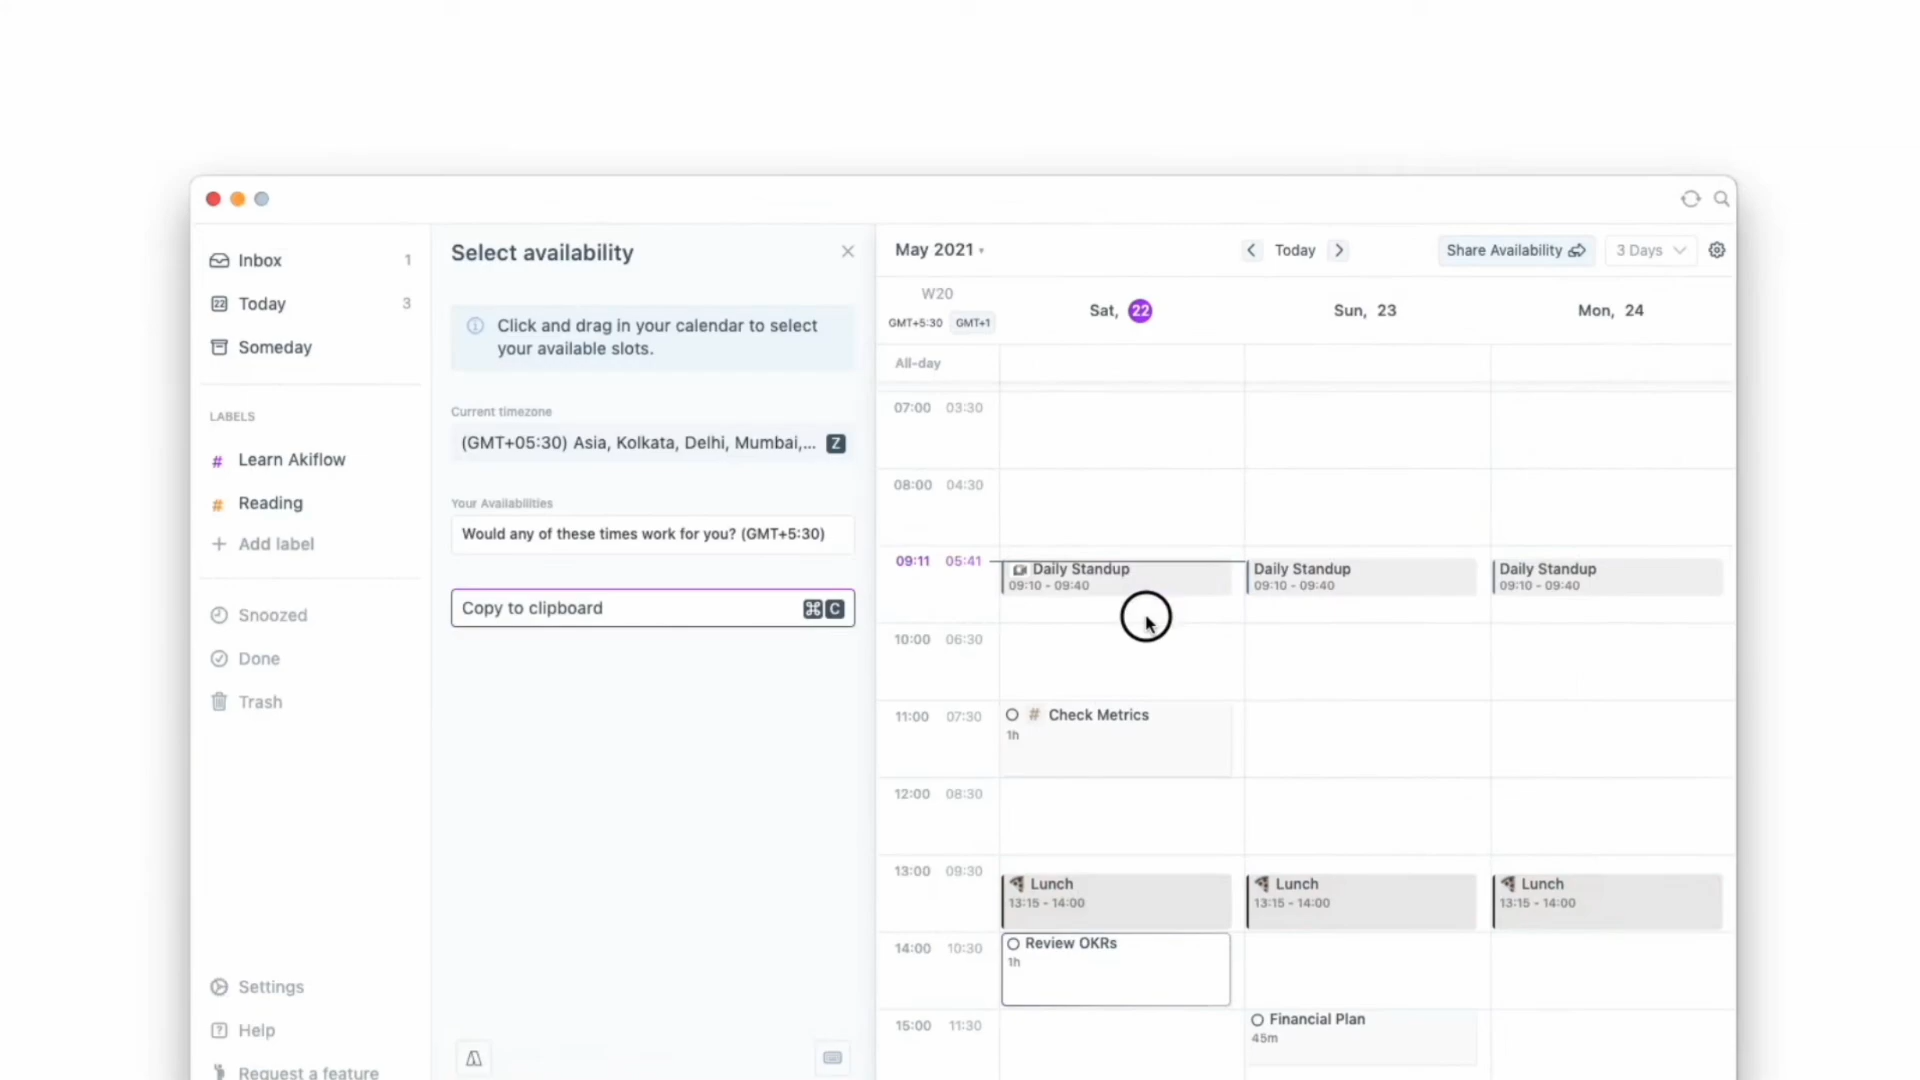 Inbox 1
Today 3
Someday
LABELS
# Learn Akiflow
# Reading
+ Add label
Snoozed
Done
Trash
Settings
? Help
Request a feature
Select availability
Click and drag in your calendar to select
your available slots.
Current timezone
(GMT+05:30) Asia, Kolkata, Delhi, Mumbai,... Z
Your Availabilities
Would any of these times work for you? (GMT+5:30)
Copy to clipboard ⌘ C
May 2021
Today
Share Availability
3 Days
W20
GMT+5:30 GMT+1
Sat, 22
Sun, 23
Mon, 24
All-day
07:00 03:30
08:00 04:30
09:11 05:41
Daily Standup
09:10 - 09:40
Daily Standup
09:10 - 09:40
Daily Standup
09:10 - 09:40
10:00 06:30
11:00 07:30
# Check Metrics
1h
12:00 08:30
13:00 09:30
Lunch
13:15 - 14:00
Lunch
13:15 - 14:00
Lunch
13:15 - 14:00
14:00 10:30
Review OKRs
1h
15:00 11:30
Financial Plan
45m